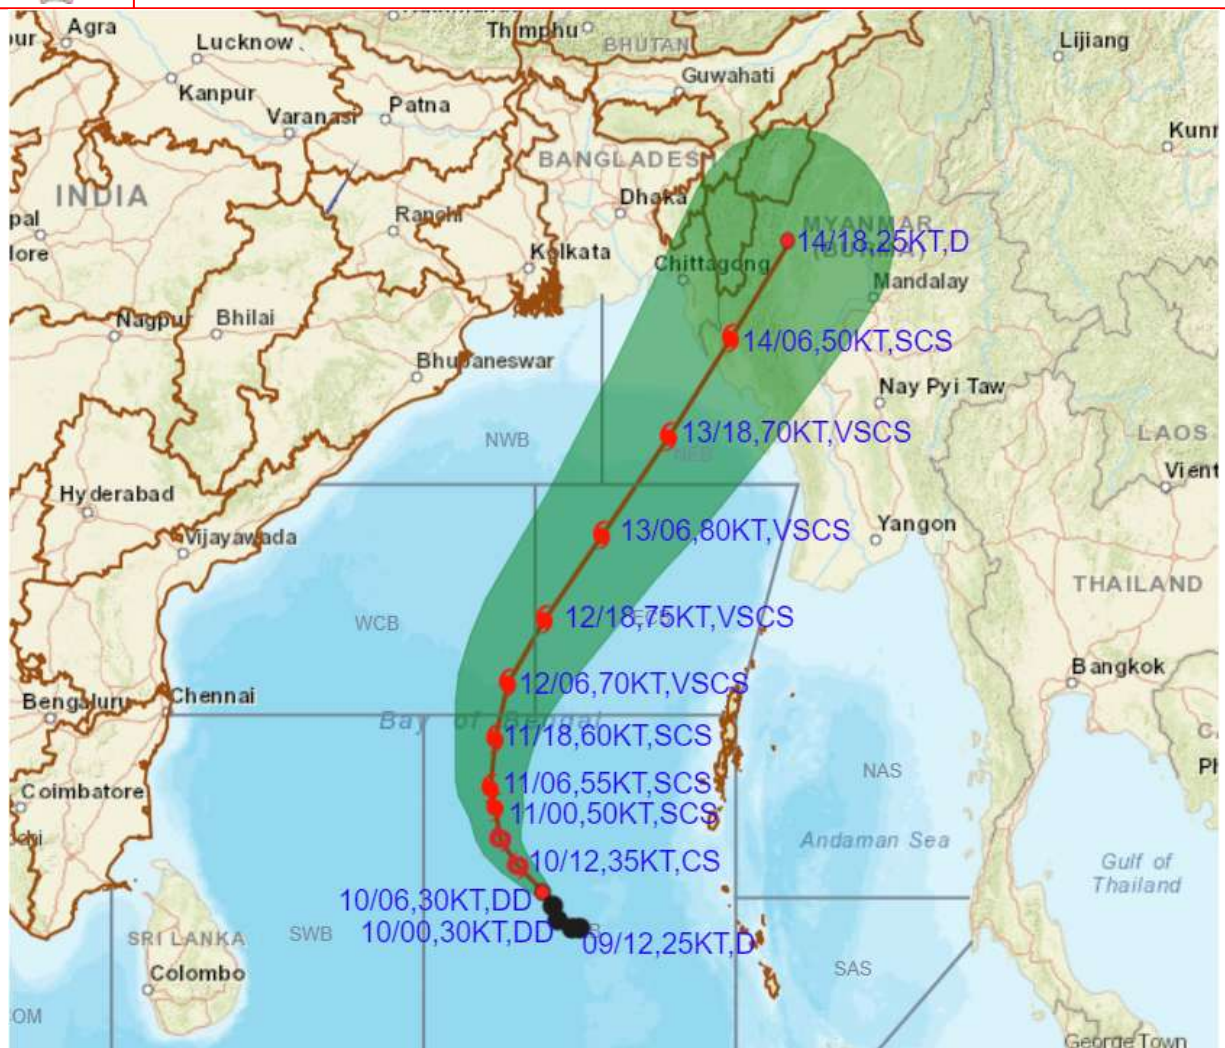 Thimphu
BHUTAN
Lijiang
Agra
Lucknow
Guwahati
Kanpur
Patna
Varanasi
Kunn
BANGLADESH
INDIA
Dhaka
Ranchi
pal
lore
MYANMAR
14/18,25KT,D
Kolkata
Chittagong
Mandalay
Nagpur
Bhilai
14/06,50KT,SCS
Bhubaneswar
Nay Pyi Taw
NWB
13/18,70KT,VSCS
NEB
LAOS
Vient
Hyderabad
Yangon
13/06,80KT,VSCS
Vijayawada
THAILAND
WCB
12/18,75KT,VSCS
Bangkok
12/06,70KT,VSCS
Bengaluru
Chennai
Bay of Bengal
11/18,60KT,SCS
NAS
11/06,55KT,SCS
Coimbatore
11/00,50KT,SCS
chi
Andaman Sea
10/12,35KT,CS
Gulf of
Thailand
10/06,30KT,DD
10/00,30KT,DD
SWB
09/12,25KT,D
SRI LANKA
Colombo
SAS
OM
George Town